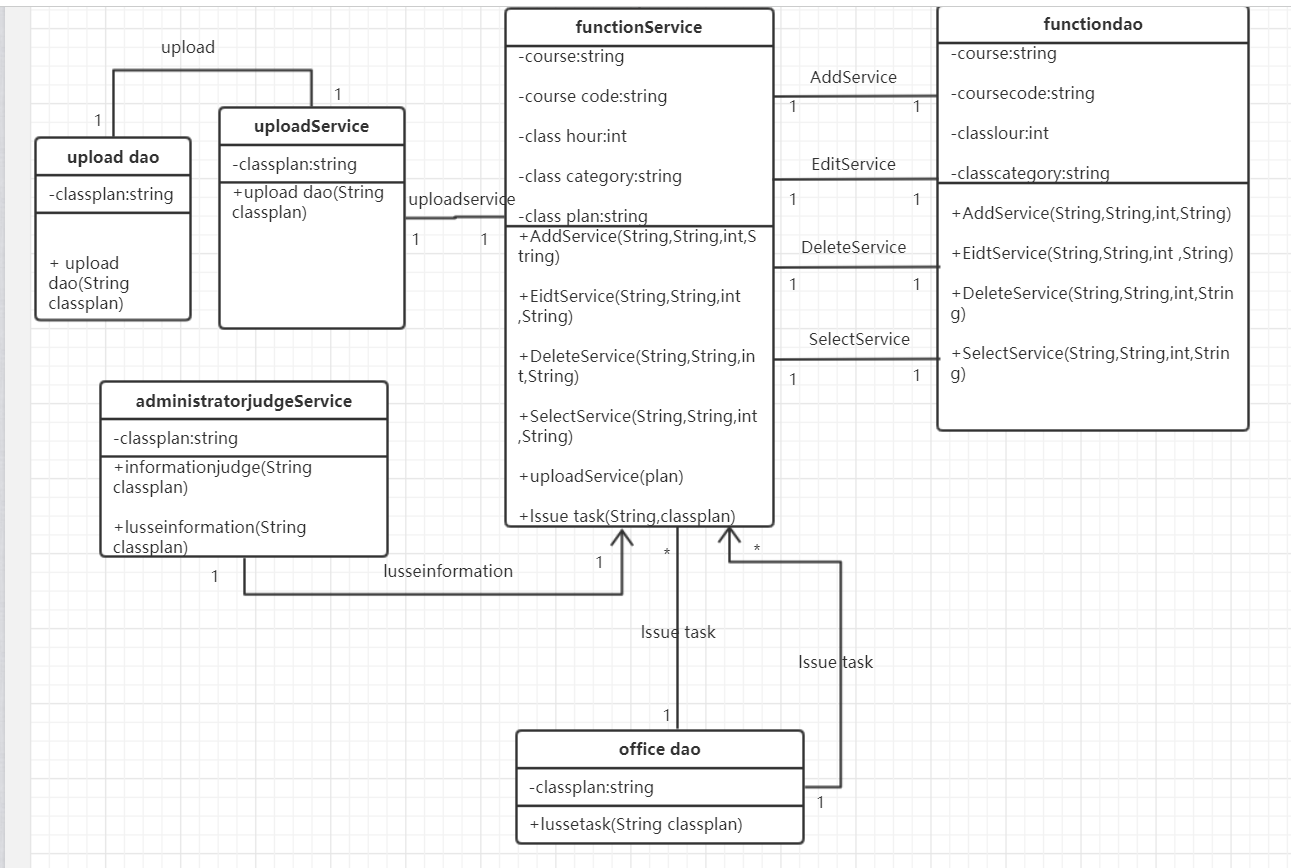 upload
1
1
upload dao
-classplan:string
+ upload
dao(String
classplan)
uploadService
-classplan:string
+upload dao(String
classplan)
uploadservice
1
1
functionService
-course:string
-course code:string
-class hour:int
-class category:string
-class plan:string
+AddService(String,String,int,S
tring)
+EidtService(String,String,int
,String)
+DeleteService(String,String,in
t,String)
+SelectService(String,String,int
,String)
+uploadService(plan)
+Issue task(String,classplan)
AddService
1
1
EditService
1
1
DeleteService
1
1
SelectService
1
1
functiondao
-course:string
-coursecode:string
-classlour:int
-classcategory:string
+AddService(String,String,int,String)
+EidtService(String,String,int ,String)
+DeleteService(String,String,int,Strin
g)
+SelectService(String,String,int,Strin
g)
administratorjudgeService
-classplan:string
+informationjudge(String
classplan)
+Iusseinformation(String
classplan)
1
Iusseinformation
1
*
Issue task
1
*
Issue task
1
office dao
-classplan:string
+Iussetask(String classplan)